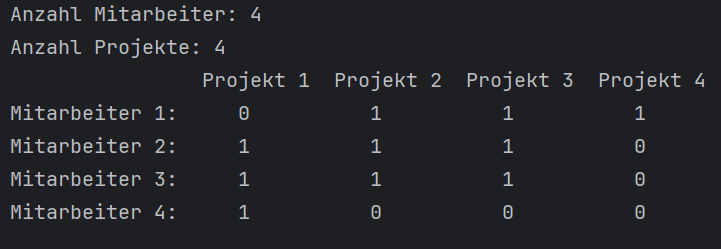 Anzahl Mitarbeiter: 4
Anzahl Projekte: 4
Projekt 1 Projekt 2 Projekt 3 Projekt 4
Mitarbeiter 1: 0 1 1 1
Mitarbeiter 2: 1 1 1 0
Mitarbeiter 3: 1 1 1 0
Mitarbeiter 4: 1 0 0 0